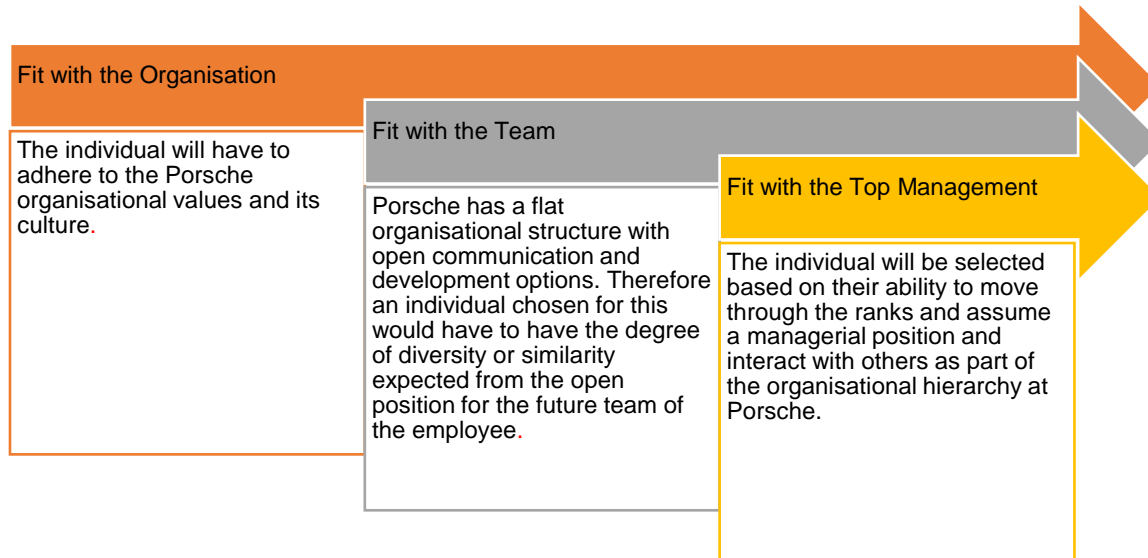 Fit with the Organisation
The individual will have to
adhere to the Porsche
organisational values and its
culture.
Fit with the Team
Porsche has a flat
organisational structure with
open communication and
development options. Therefore
an individual chosen for this
would have to have the degree
of diversity or similarity
expected from the open
position for the future team of
the employee.
Fit with the Top Management
The individual will be selected
based on their ability to move
through the ranks and assume
a managerial position and
interact with others as part of
the organisational hierarchy at
Porsche.